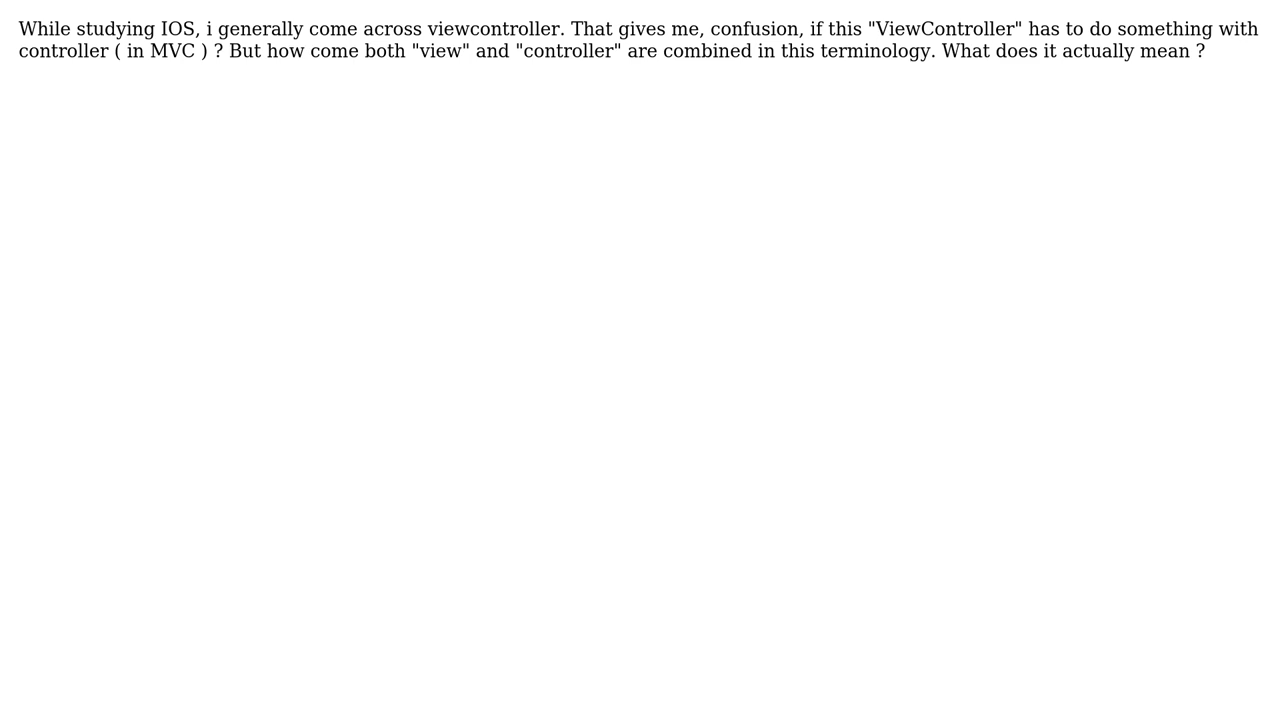 While studying IOS, i generally come across viewcontroller. That gives me, confusion, if this "ViewController" has to do something with
controller ( in MVC ) ? But how come both "view" and "controller" are combined in this terminology. What does it actually mean ?